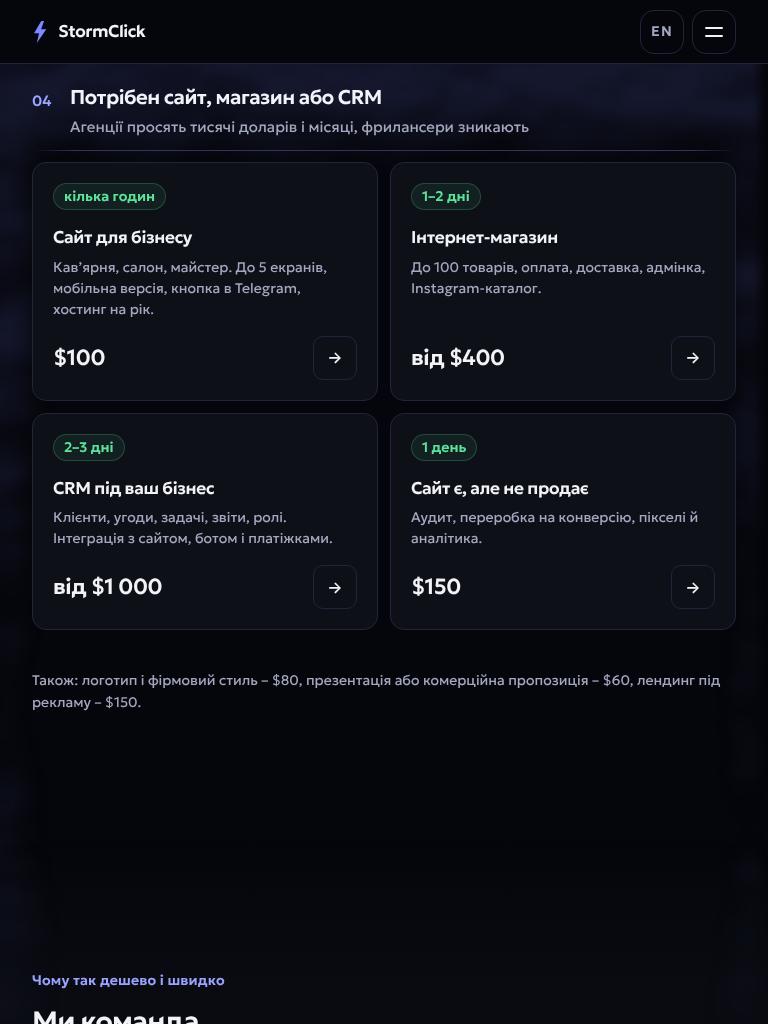 StormClick
EN
04
Потрібен сайт, магазин або CRM
Агенції просять тисячі доларів і місяці, фрилансери зникають
кілька годин
Сайт для бізнесу
Кав’ярня, салон, майстер. До 5 екранів,
мобільна версія, кнопка в Telegram,
хостинг на рік.
$100
→
1–2 дні
Інтернет-магазин
До 100 товарів, оплата, доставка, адмінка,
Instagram-каталог.
від $400
→
2–3 дні
CRM під ваш бізнес
Клієнти, угоди, задачі, звіти, ролі.
Інтеграція з сайтом, ботом і платіжками.
від $1 000
→
1 день
Сайт є, але не продає
Аудит, переробка на конверсію, пікселі й
аналітика.
$150
→
Також: логотип і фірмовий стиль – $80, презентація або комерційна пропозиція – $60, лендинг під
рекламу – $150.
Чому так дешево і швидко
Ми команда